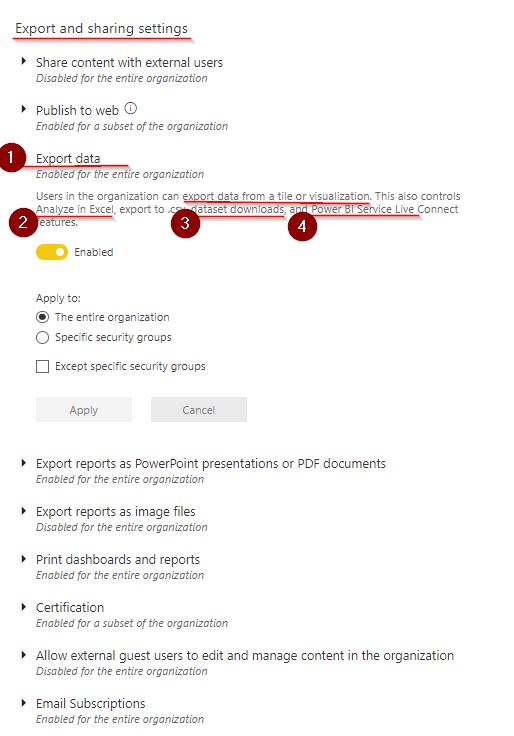 Export and sharing settings
Share content with external users
Disabled for the entire organization
Publish to web
Enabled for a subset of the organization
1
Export data
Enabled for the entire organization
Users in the organization can export data from a tile or visualization. This also controls
Analyze in Excel, export to .csv, dataset downloads, and Power BI Service Live Connect
features.
2
3
4
Enabled
Apply to:
The entire organization
Specific security groups
Except specific security groups
Apply Cancel
Export reports as PowerPoint presentations or PDF documents
Enabled for the entire organization
Export reports as image files
Disabled for the entire organization
Print dashboards and reports
Enabled for the entire organization
Certification
Enabled for a subset of the organization
Allow external guest users to edit and manage content in the organization
Disabled for the entire organization
Email Subscriptions
Enabled for the entire organization